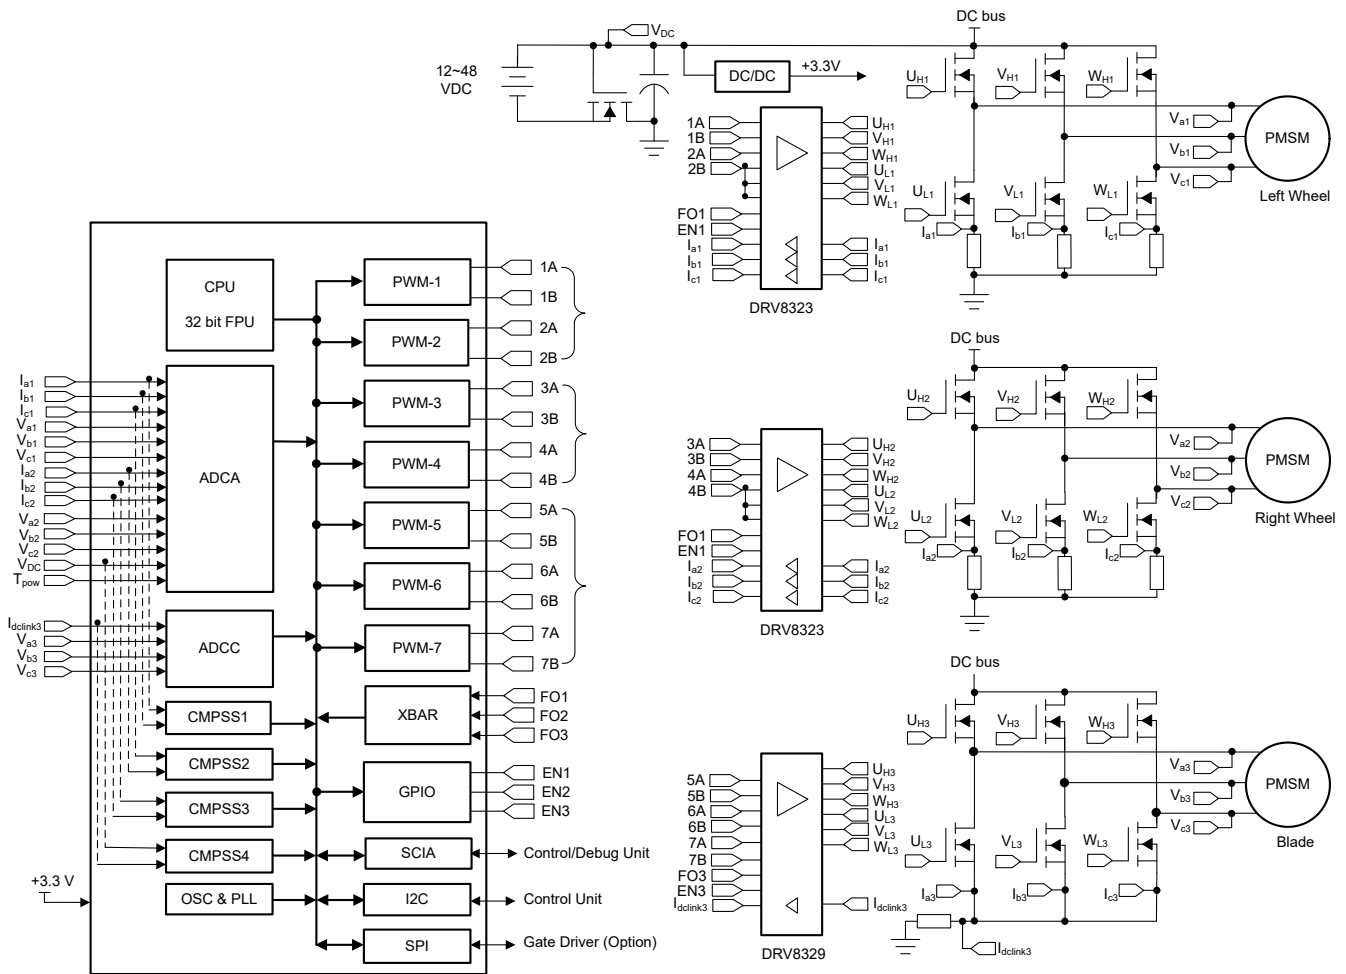 12~48
VDC
V_DC
DC/DC
+3.3V
DC bus
U_H1
V_H1
W_H1
V_a1
V_b1
V_c1
PMSM
Left Wheel
U_L1
V_L1
W_L1
I_a1
I_b1
I_c1
1A
1B
2A
2B
FO1
EN1
I_a1
I_b1
I_c1
U_H1
V_H1
W_H1
U_L1
V_L1
W_L1
I_a1
I_b1
I_c1
DRV8323
CPU
32 bit FPU
ADCA
ADCC
CMPSS1
CMPSS2
CMPSS3
CMPSS4
OSC & PLL
+3.3 V
I_a1
I_b1
I_c1
V_a1
V_b1
V_c1
I_a2
I_b2
I_c2
V_a2
V_b2
V_c2
V_DC
T_pow
I_dclink3
V_a3
V_b3
V_c3
PWM-1
PWM-2
PWM-3
PWM-4
PWM-5
PWM-6
PWM-7
XBAR
GPIO
SCIA
I2C
SPI
1A
1B
2A
2B
3A
3B
4A
4B
5A
5B
6A
6B
7A
7B
FO1
FO2
FO3
EN1
EN2
EN3
Control/Debug Unit
Control Unit
Gate Driver (Option)
DC bus
U_H2
V_H2
W_H2
V_a2
V_b2
V_c2
PMSM
Right Wheel
U_L2
V_L2
W_L2
I_a2
I_b2
I_c2
3A
3B
4A
4B
FO1
EN1
I_a2
I_b2
I_c2
U_H2
V_H2
W_H2
U_L2
V_L2
W_L2
I_a2
I_b2
I_c2
DRV8323
DC bus
U_H3
V_H3
W_H3
V_a3
V_b3
V_c3
PMSM
Blade
U_L3
V_L3
W_L3
I_a3
I_b3
I_c3
I_dclink3
5A
5B
6A
6B
7A
7B
FO3
EN3
I_dclink3
U_H3
V_H3
W_H3
U_L3
V_L3
W_L3
I_dclink3
DRV8329